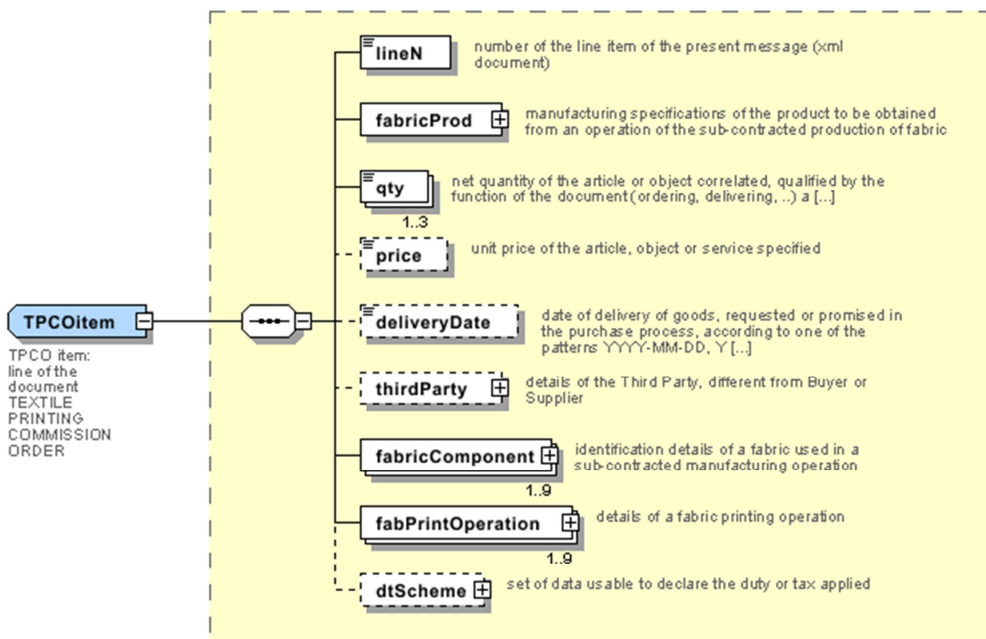 lineN
number of the line item of the present message (xml
document)
fabricProd
manufacturing specifications of the product to be obtained
from an operation of the sub-contracted production of fabric
qty
net quantity of the article or object correlated, qualified by the
function of the document (ordering, delivering, ..) a [...]
1..3
price
unit price of the article, object or service specified
TPCOitem
TPCO item:
line of the
document
TEXTILE
PRINTING
COMMISSION
ORDER
deliveryDate
date of delivery of goods, requested or promised in
the purchase process, according to one of the
patterns YYYY-MM-DD, Y [...]
thirdParty
details of the Third Party, different from Buyer or
Supplier
fabricComponent
identification details of a fabric used in a
sub-contracted manufacturing operation
1..9
fabPrintOperation
details of a fabric printing operation
1..9
dtScheme
set of data usable to declare the duty or tax applied